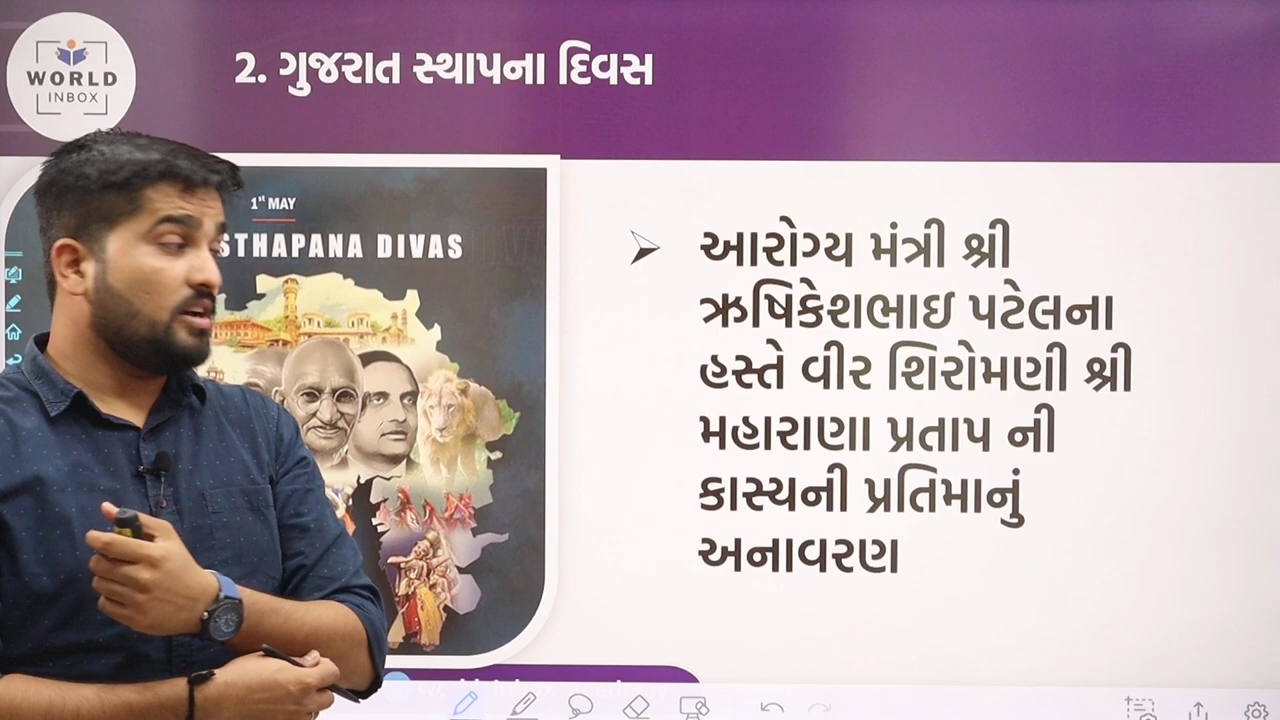 WORLD
INBOX
2. ગુજરાત સ્થાપના દિવસ
1st MAY
STHAPANA DIVAS
➢ આરોગ્ય મંત્રી શ્રી
ઋષિકેશભાઇ પટેલના
હસ્તે વીર શિરોમણી શ્રી
મહારાણા પ્રતાપ ની
કાસ્યની પ્રતિમાનું
અનાવરણ